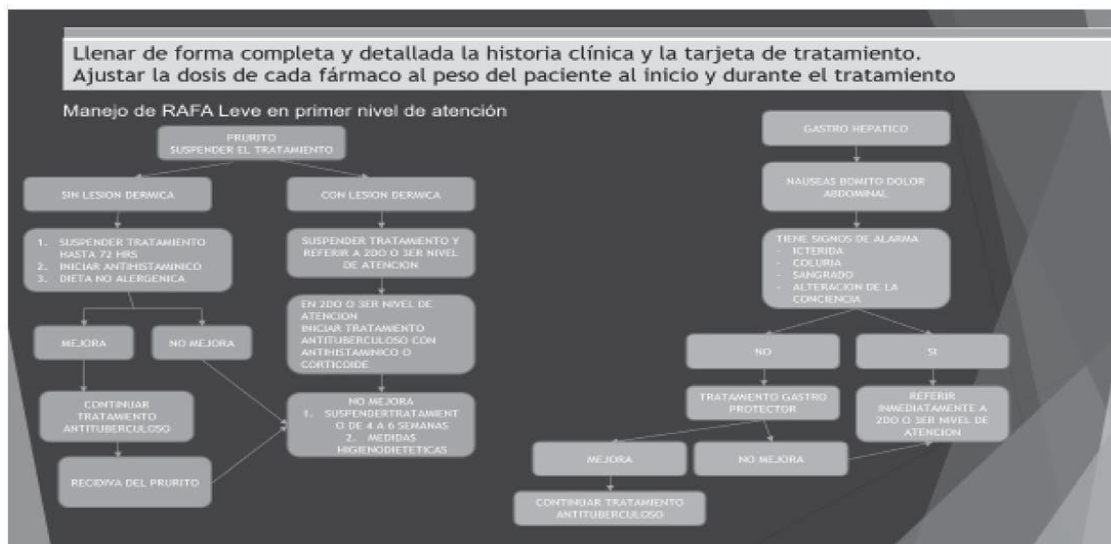 Llenar de forma completa y detallada la historia clínica y la tarjeta de tratamiento.
Ajustar la dosis de cada fármaco al peso del paciente al inicio y durante el tratamiento
Manejo de RAFA Leve en primer nivel de atención
PRURITO
SUSPENDER EL TRATAMIENTO
SIN LESION DERMICA
CON LESION DERMICA
1. SUSPENDER TRATAMIENTO
HASTA 72 HRS
2. INICIAR ANTIHISTAMINICO
3. DIETA NO ALERGENICA
SUSPENDER TRATAMIENTO Y
REFERIR A 2DO O 3ER NIVEL
DE ATENCION
MEJORA
NO MEJORA
EN 2DO O 3ER NIVEL DE
ATENCION
INICIAR TRATAMIENTO
ANTITUBERCULOSO CON
ANTIHISTAMINICO O
CORTICOIDE
CONTINUAR
TRATAMIENTO
ANTITUBERCULOSO
NO MEJORA
1. SUSPENDERTRATAMIENT
O DE 4 A 6 SEMANAS
2. MEDIDAS
HIGIENODIETETICAS
RECIDIVA DEL PRURITO
GASTRO HEPATICO
NAUSEAS BOMITO DOLOR
ABDOMINAL
TIENE SIGNOS DE ALARMA
- ICTERIDA
- COLURIA
- SANGRADO
- ALTERACION DE LA
CONCIENCIA
NO
SI
TRATAMIENTO GASTRO
PROTECTOR
REFERIR
INMEDIATAMENTE A
2DO O 3ER NIVEL DE
ATENCION
MEJORA
NO MEJORA
CONTINUAR TRATAMIENTO
ANTITUBERCULOSO